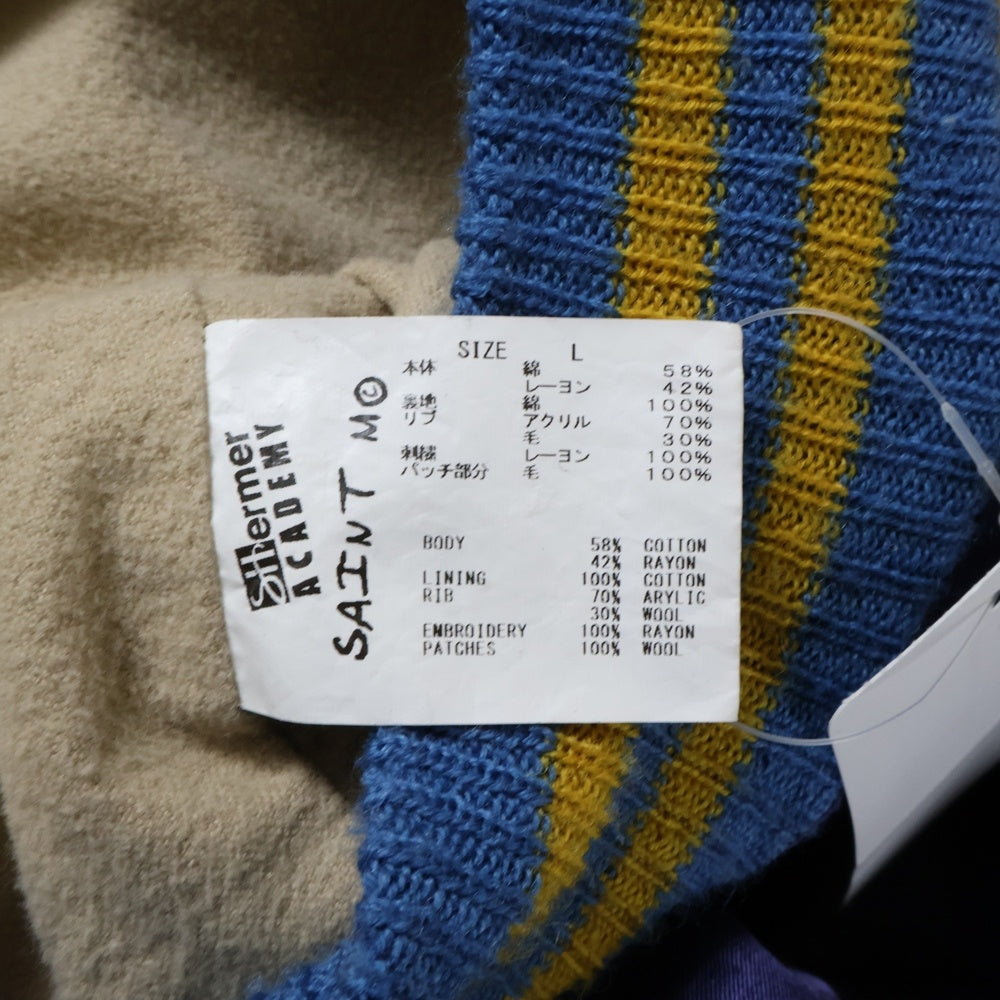 SIZE L
本体 綿 58%
レーヨン 42%
裏地 綿 100%
リブ アクリル 70%
毛 30%
刺繍 レーヨン 100%
パッチ部分 毛 100%
BODY 58% COTTON
42% RAYON
LINING 100% COTTON
RIB 70% ARYLIC
30% WOOL
EMBROIDERY 100% RAYON
PATCHES 100% WOOL
SHermer
ACADEMY
SAINT M©